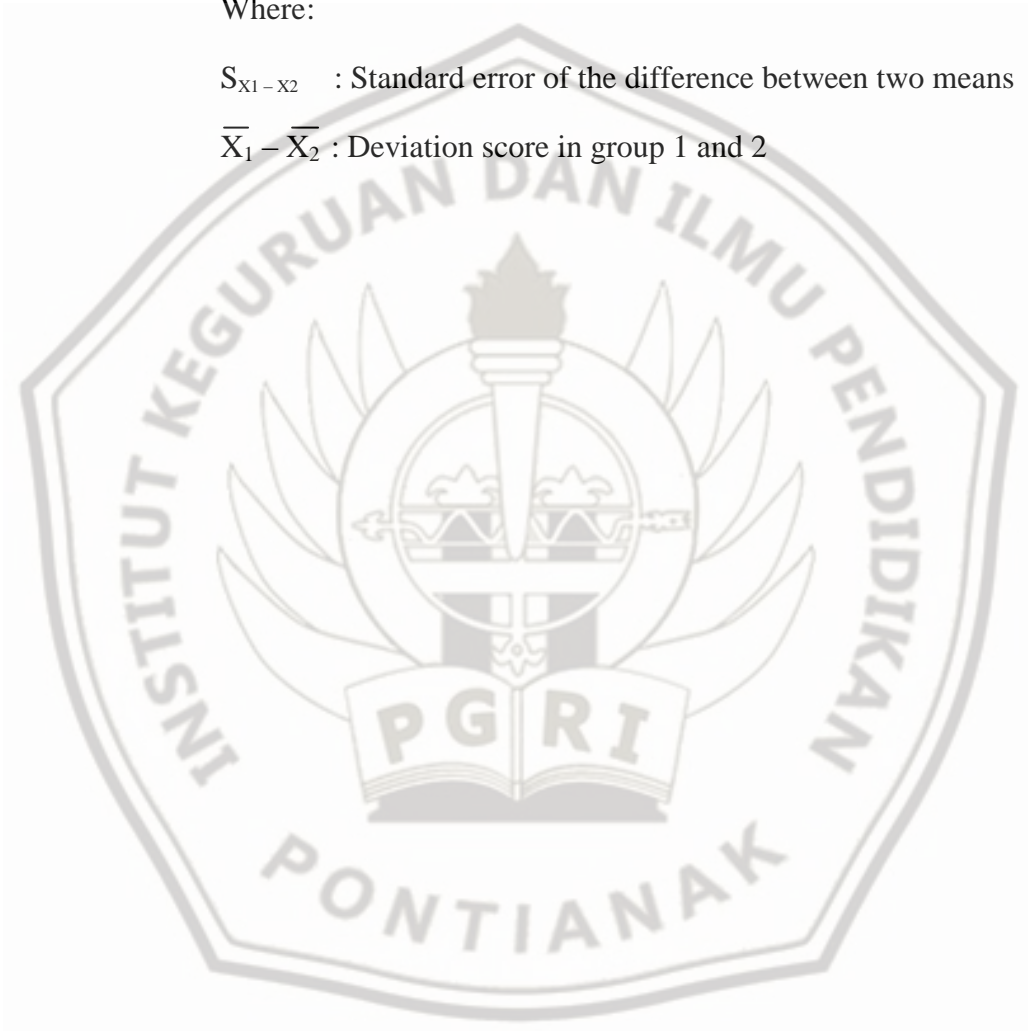 Where:
S_X1 – X2 : Standard error of the difference between two means
X̅₁ – X̅₂ : Deviation score in group 1 and 2
INSTITUT KEGURUAN DAN ILMU PENDIDIKAN
PGRI
PONTIANAK